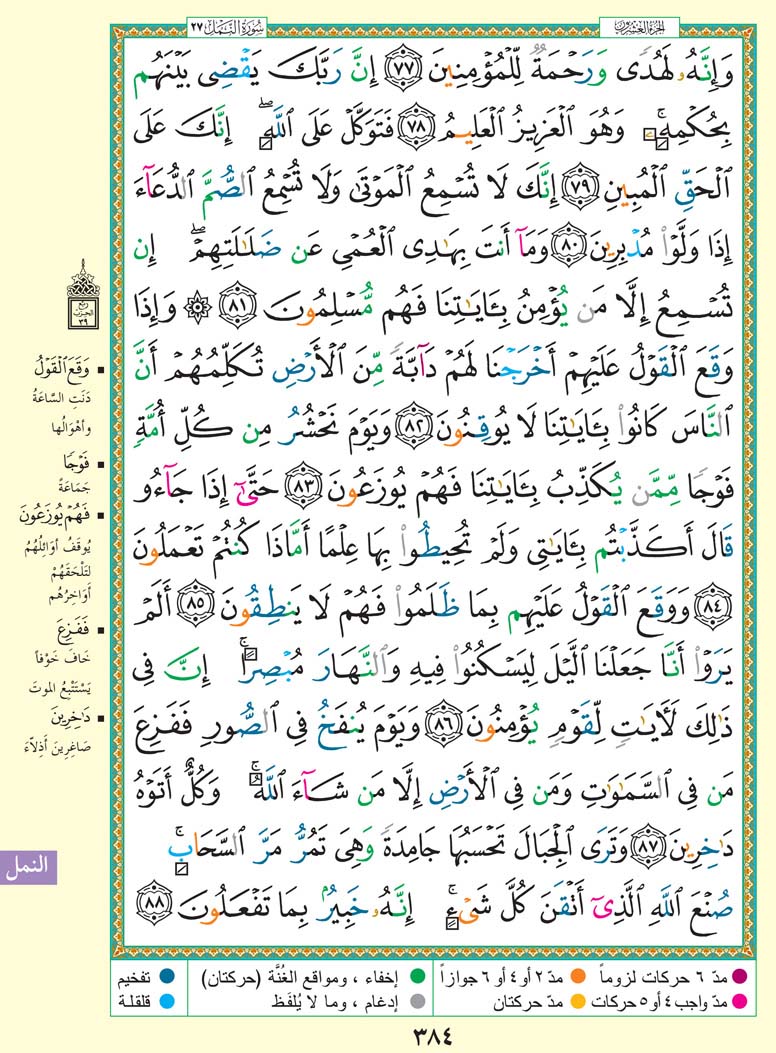 الجزء العشرون
سورة النمل ٢٧
وَإِنَّهُۥ لَهُدًى وَرَحْمَةٌ لِّلْمُؤْمِنِينَ ٧٧ إِنَّ رَبَّكَ يَقْضِى بَيْنَهُم
بِحُكْمِهِۦۚ وَهُوَ ٱلْعَزِيزُ ٱلْعَلِيمُ ٧٨ فَتَوَكَّلْ عَلَى ٱللَّهِۖ إِنَّكَ عَلَى
ٱلْحَقِّ ٱلْمُبِينِ ٧٩ إِنَّكَ لَا تُسْمِعُ ٱلْمَوْتَىٰ وَلَا تُسْمِعُ ٱلصُّمَّ ٱلدُّعَآءَ
إِذَا وَلَّوْا۟ مُدْبِرِينَ ٨٠ وَمَآ أَنتَ بِهَـٰدِى ٱلْعُمْىِ عَن ضَلَـٰلَتِهِمْۖ إِن
تُسْمِعُ إِلَّا مَن يُؤْمِنُ بِـَٔايَـٰتِنَا فَهُم مُّسْلِمُونَ ٨١ ۞ وَإِذَا
وَقَعَ ٱلْقَوْلُ عَلَيْهِمْ أَخْرَجْنَا لَهُمْ دَآبَّةً مِّنَ ٱلْأَرْضِ تُكَلِّمُهُمْ أَنَّ
ٱلنَّاسَ كَانُوا۟ بِـَٔايَـٰتِنَا لَا يُوقِنُونَ ٨٢ وَيَوْمَ نَحْشُرُ مِن كُلِّ أُمَّةٍ
فَوْجًا مِّمَّن يُكَذِّبُ بِـَٔايَـٰتِنَا فَهُمْ يُوزَعُونَ ٨٣ حَتَّىٰٓ إِذَا جَآءُو
قَالَ أَكَذَّبْتُم بِـَٔايَـٰتِى وَلَمْ تُحِيطُوا۟ بِهَا عِلْمًا أَمَّاذَا كُنتُمْ تَعْمَلُونَ
٨٤ وَوَقَعَ ٱلْقَوْلُ عَلَيْهِم بِمَا ظَلَمُوا۟ فَهُمْ لَا يَنطِقُونَ ٨٥ أَلَمْ
يَرَوْا۟ أَنَّا جَعَلْنَا ٱلَّيْلَ لِيَسْكُنُوا۟ فِيهِ وَٱلنَّهَارَ مُبْصِرًاۚ إِنَّ فِى
ذَٰلِكَ لَـَٔايَـٰتٍ لِّقَوْمٍ يُؤْمِنُونَ ٨٦ وَيَوْمَ يُنفَخُ فِى ٱلصُّورِ فَفَزِعَ
مَن فِى ٱلسَّمَـٰوَٰتِ وَمَن فِى ٱلْأَرْضِ إِلَّا مَن شَآءَ ٱللَّهُۚ وَكُلٌّ أَتَوْهُ
دَٰخِرِينَ ٨٧ وَتَرَى ٱلْجِبَالَ تَحْسَبُهَا جَامِدَةً وَهِىَ تَمُرُّ مَرَّ ٱلسَّحَابِۚ
صُنْعَ ٱللَّهِ ٱلَّذِىٓ أَتْقَنَ كُلَّ شَىْءٍۚ إِنَّهُۥ خَبِيرٌۢ بِمَا تَفْعَلُونَ ٨٨
ربع
الحزب
٣٩
▪ وَقَعَ ٱلْقَوْلُ
دَنَتِ السَّاعَةُ
وأهْوَالُها
▪ فَوْجًا
جَمَاعَةً
▪ فَهُمْ يُوزَعُونَ
يُوقَفُ أوَائِلُهُمْ
لِتَلْحَقَهُمْ
أَوَاخِرُهُم
▪ فَفَزِعَ
خَافَ خَوْفاً
يَسْتَتْبِعُ الموتَ
▪ دَٰخِرِينَ
صَاغِرِينَ أَذِلاَّءَ
النمل
مدّ ٦ حركات لزوماً
مدّ ٢ أو ٤ أو ٦ جوازاً
إخفاء ، ومواقع الغُنَّة (حركتان)
تفخيم
مدّ واجب ٤ أو ٥ حركات
مدّ حركتان
إدغام ، وما لا يُلفَظ
قلقلة
٣٨٤